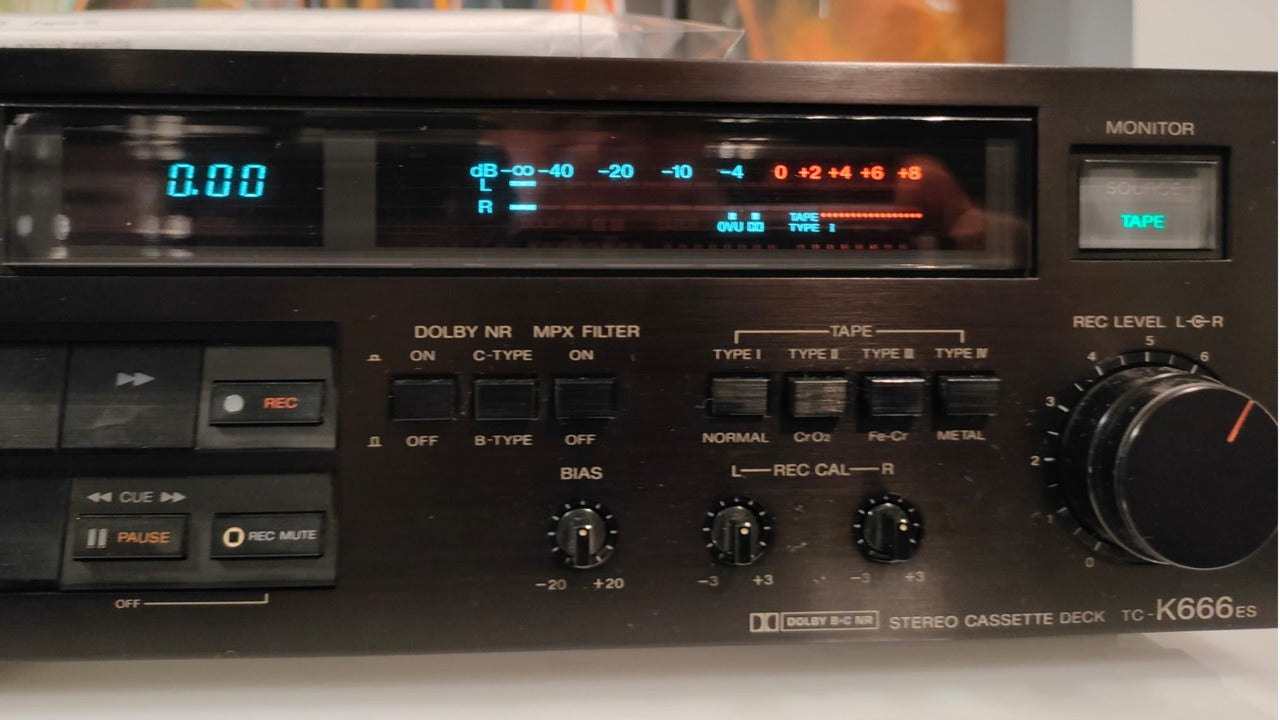 MONITOR
SOURCE
TAPE
0.00
dB -∞ -40 -20 -10 -4 0 +2 +4 +6 +8
L
R
OVU
TAPE
TYPE I
REC LEVEL L-R
0 1 2 3 4 5 6
DOLBY NR MPX FILTER
ON C-TYPE ON
OFF B-TYPE OFF
TAPE
TYPE I TYPE II TYPE III TYPE IV
NORMAL CrO2 Fe-Cr METAL
REC
CUE
PAUSE
REC MUTE
OFF
BIAS
-20 +20
L REC CAL R
-3 +3 -3 +3
DOLBY B·C NR STEREO CASSETTE DECK TC-K666ES